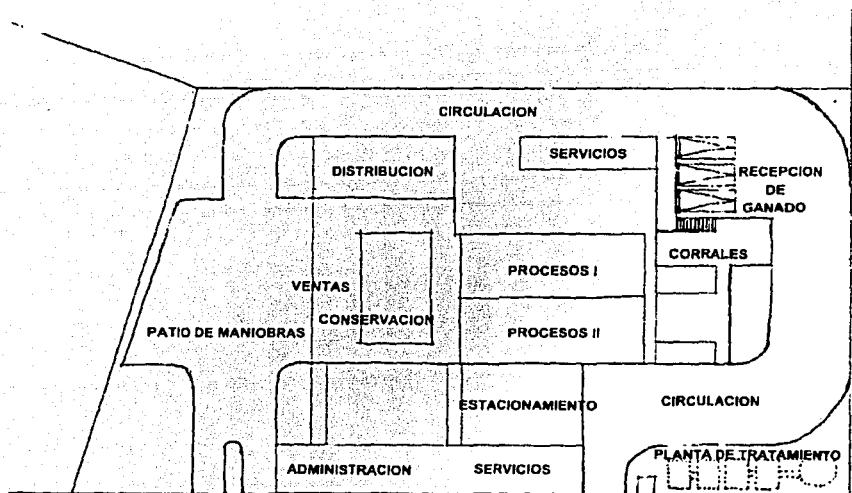 CIRCULACION
SERVICIOS
DISTRIBUCION
RECEPCION
DE
GANADO
CORRALES
PROCESOS I
VENTAS
CONSERVACION
PATIO DE MANIOBRAS
PROCESOS II
ESTACIONAMIENTO
CIRCULACION
PLANTA DE TRATAMIENTO
ADMINISTRACION
SERVICIOS